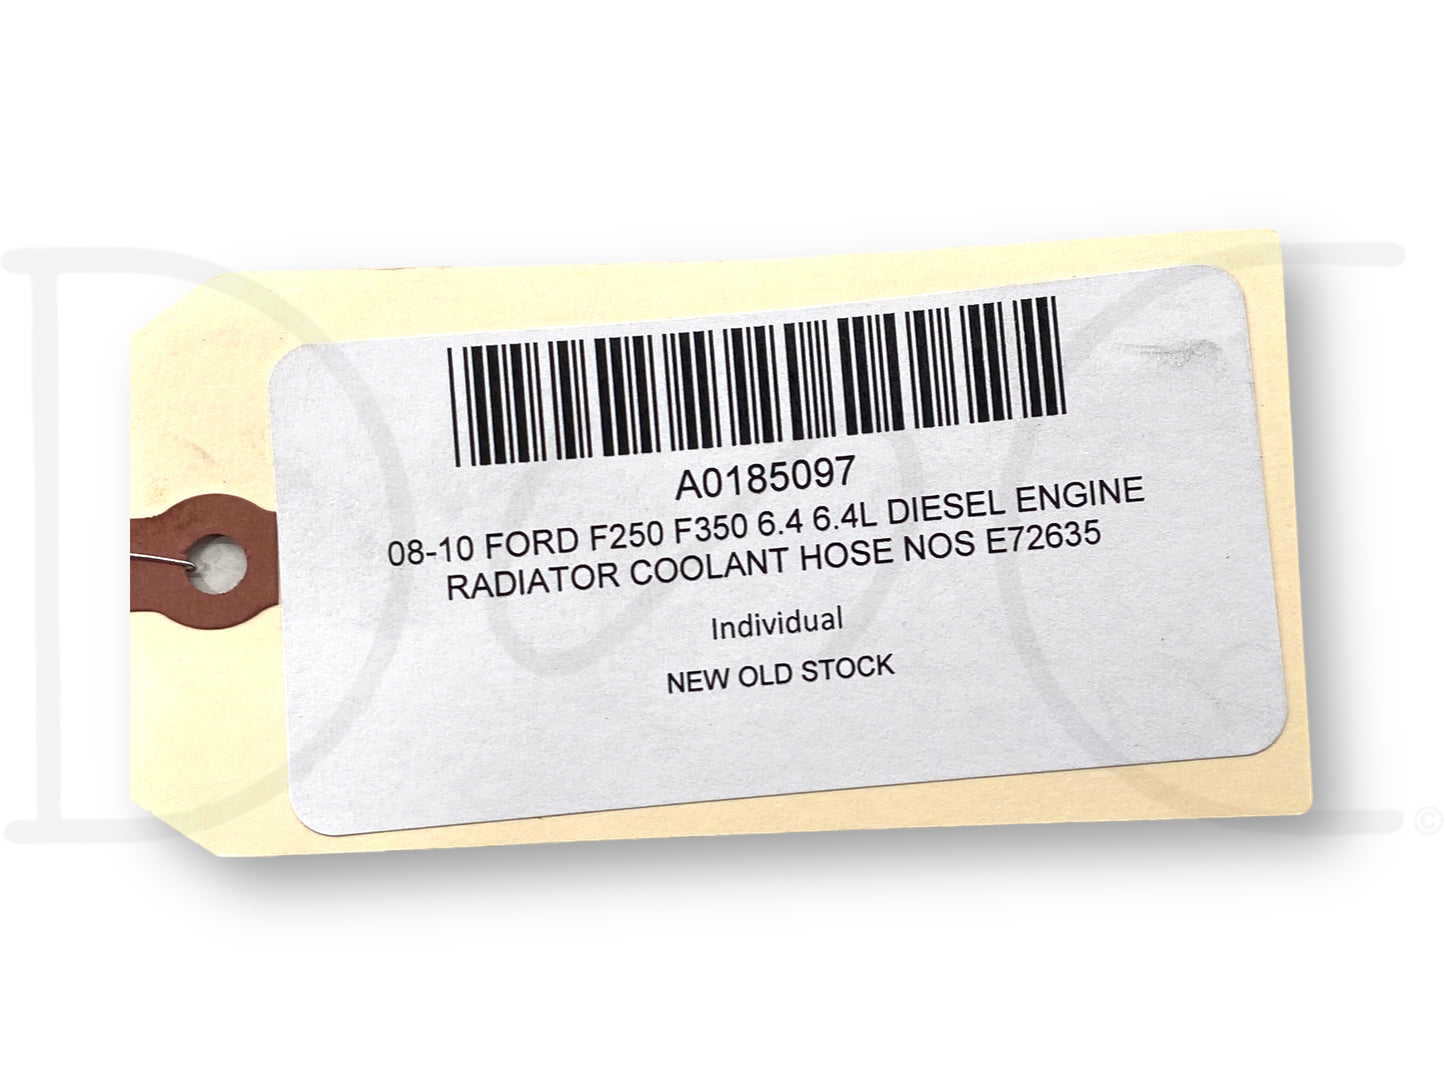 A0185097
08-10 FORD F250 F350 6.4 6.4L DIESEL ENGINE
RADIATOR COOLANT HOSE NOS E72635
Individual
NEW OLD STOCK
©